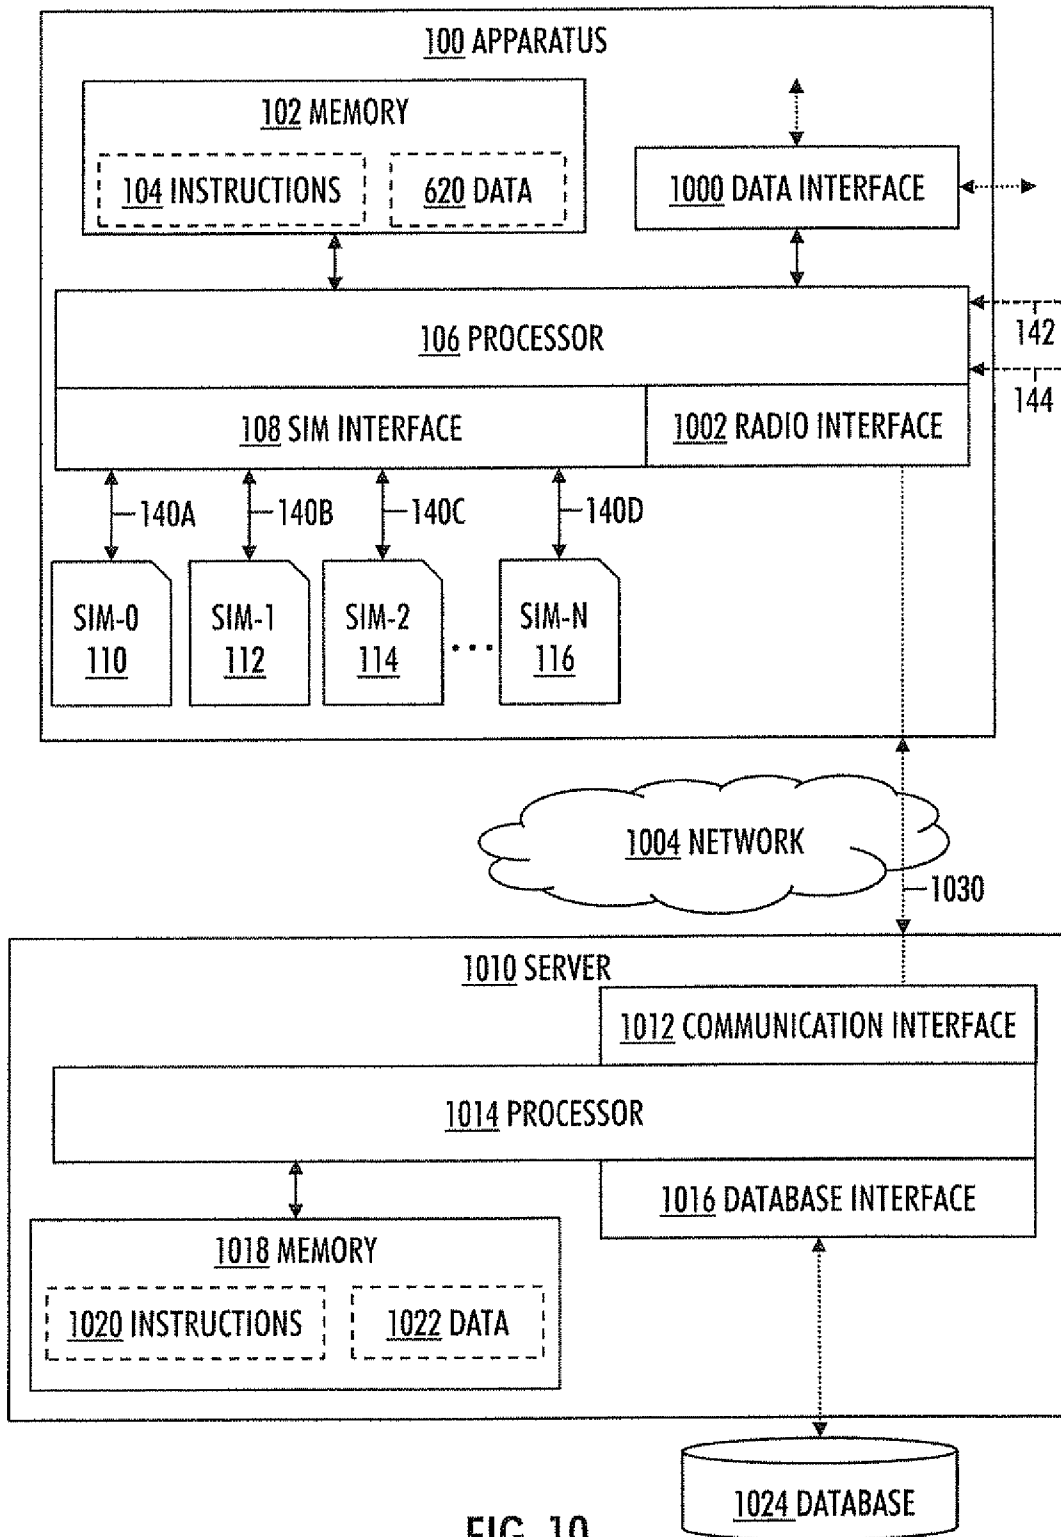 100 APPARATUS
102 MEMORY
104 INSTRUCTIONS
620 DATA
1000 DATA INTERFACE
106 PROCESSOR
142
144
108 SIM INTERFACE
1002 RADIO INTERFACE
140A
140B
140C
140D
SIM-0
110
SIM-1
112
SIM-2
114
...
SIM-N
116
1004 NETWORK
1030
1010 SERVER
1012 COMMUNICATION INTERFACE
1014 PROCESSOR
1016 DATABASE INTERFACE
1018 MEMORY
1020 INSTRUCTIONS
1022 DATA
1024 DATABASE
FIG. 10